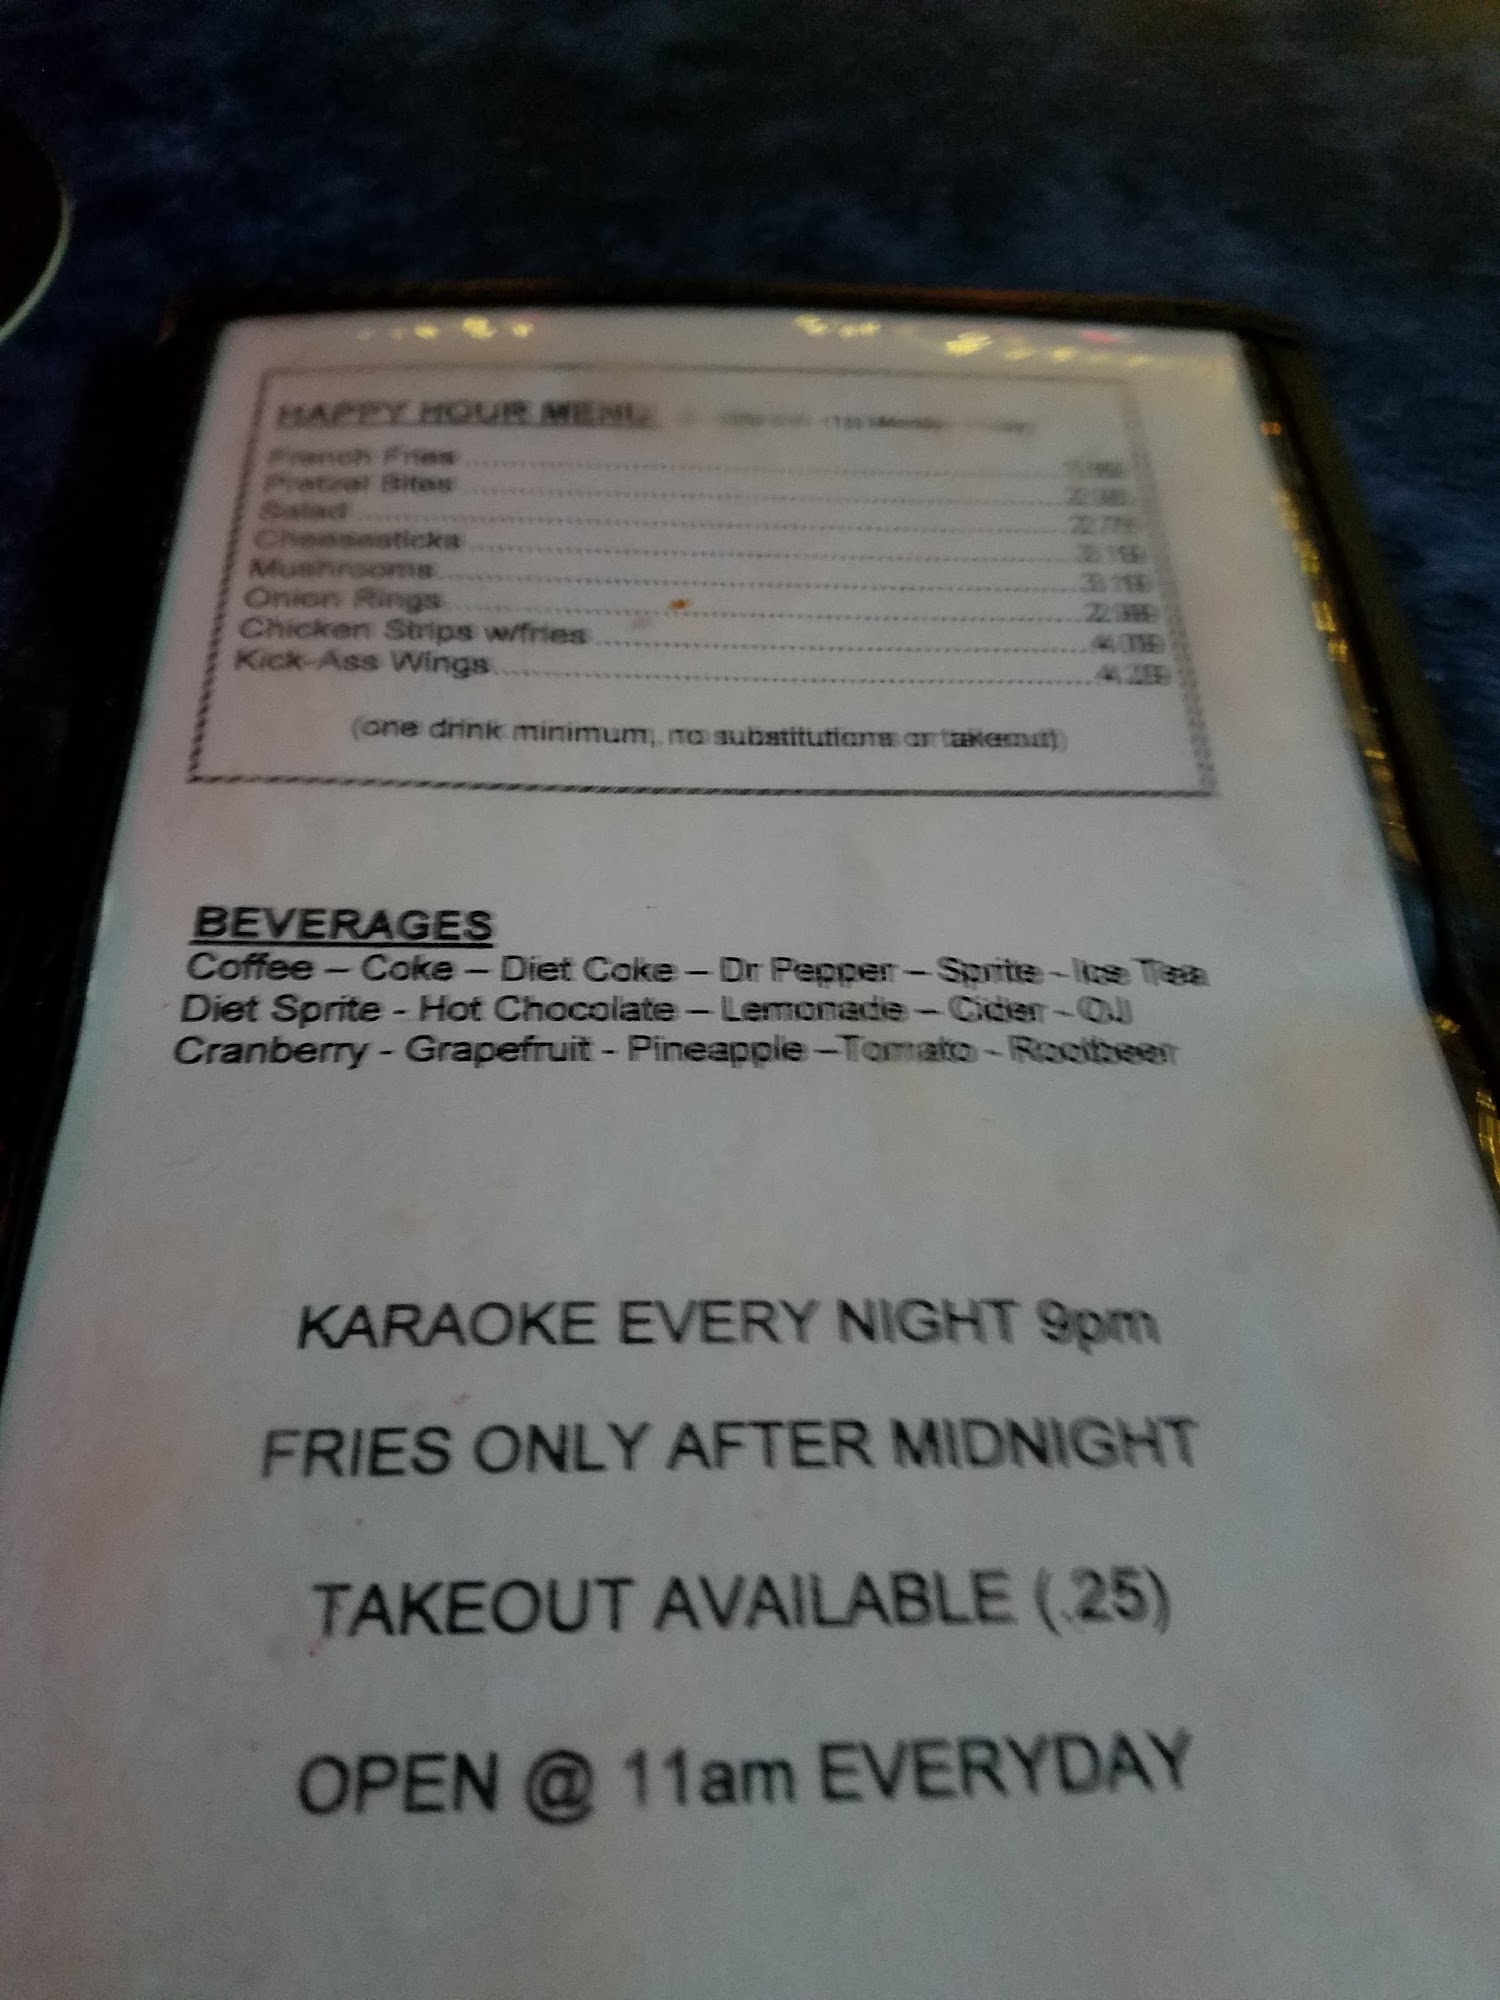 HAPPY HOUR MENU
French Fries
Pretzel Bites
Salad
Cheesesticks
Mushrooms
Onion Rings
Chicken Strips w/fries
Kick-Ass Wings
(one drink minimum, no substitutions or takeout)
BEVERAGES
Coffee – Coke – Diet Coke – Dr Pepper – Sprite - Ice Tea
Diet Sprite - Hot Chocolate – Lemonade – Cider - OJ
Cranberry - Grapefruit - Pineapple –Tomato - Rootbeer
KARAOKE EVERY NIGHT 9pm
FRIES ONLY AFTER MIDNIGHT
TAKEOUT AVAILABLE (.25)
OPEN @ 11am EVERYDAY